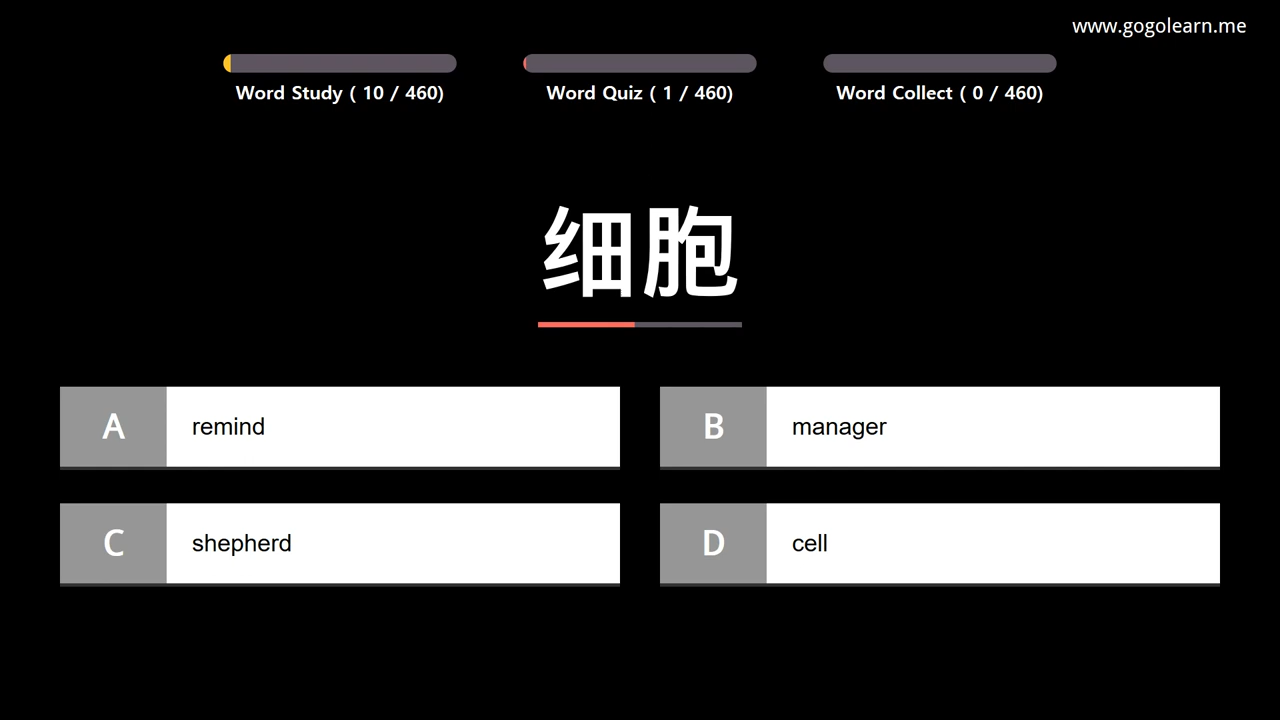 www.gogolearn.me
Word Study ( 10 / 460)
Word Quiz ( 1 / 460)
Word Collect ( 0 / 460)
细胞
A
remind
B
manager
C
shepherd
D
cell